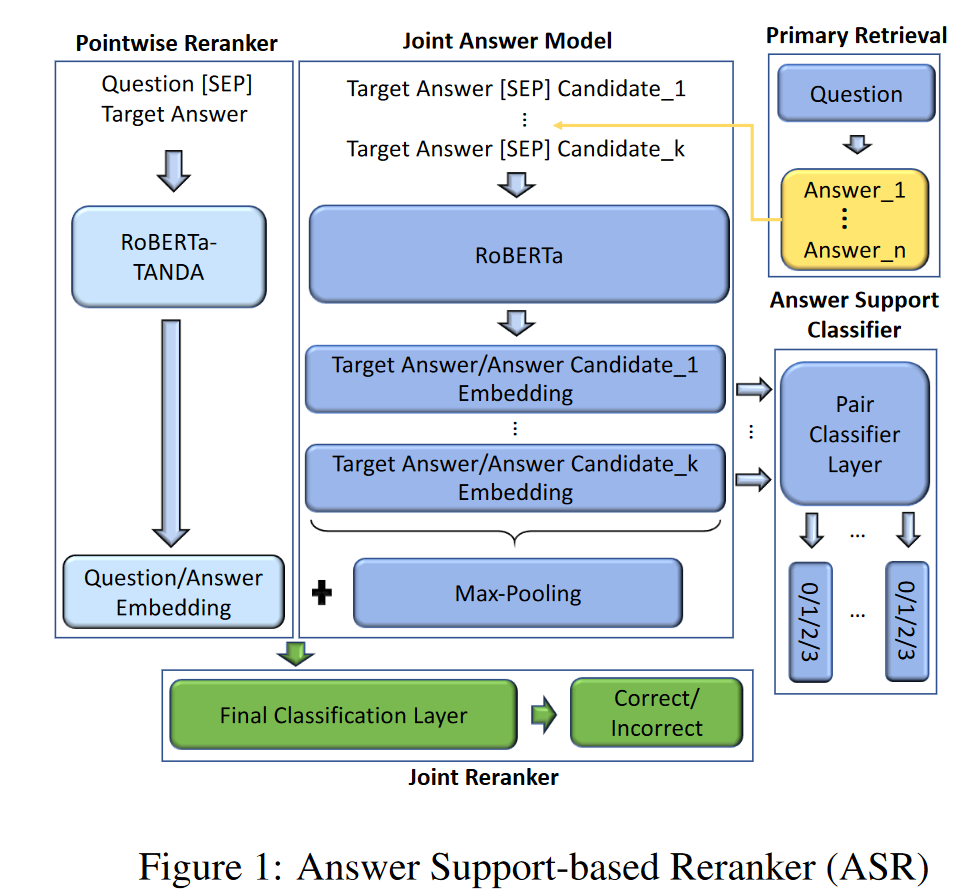 Pointwise Reranker
Question [SEP]
Target Answer
RoBERTa-
TANDA
Question/Answer
Embedding
Joint Answer Model
Target Answer [SEP] Candidate_1
⋮
Target Answer [SEP] Candidate_k
RoBERTa
Target Answer/Answer Candidate_1
Embedding
⋮
Target Answer/Answer Candidate_k
Embedding
+
Max-Pooling
Primary Retrieval
Question
Answer_1
⋮
Answer_n
Answer Support
Classifier
⋮
Pair
Classifier
Layer
...
0/1/2/3
...
0/1/2/3
Final Classification Layer
Correct/
Incorrect
Joint Reranker
Figure 1: Answer Support-based Reranker (ASR)